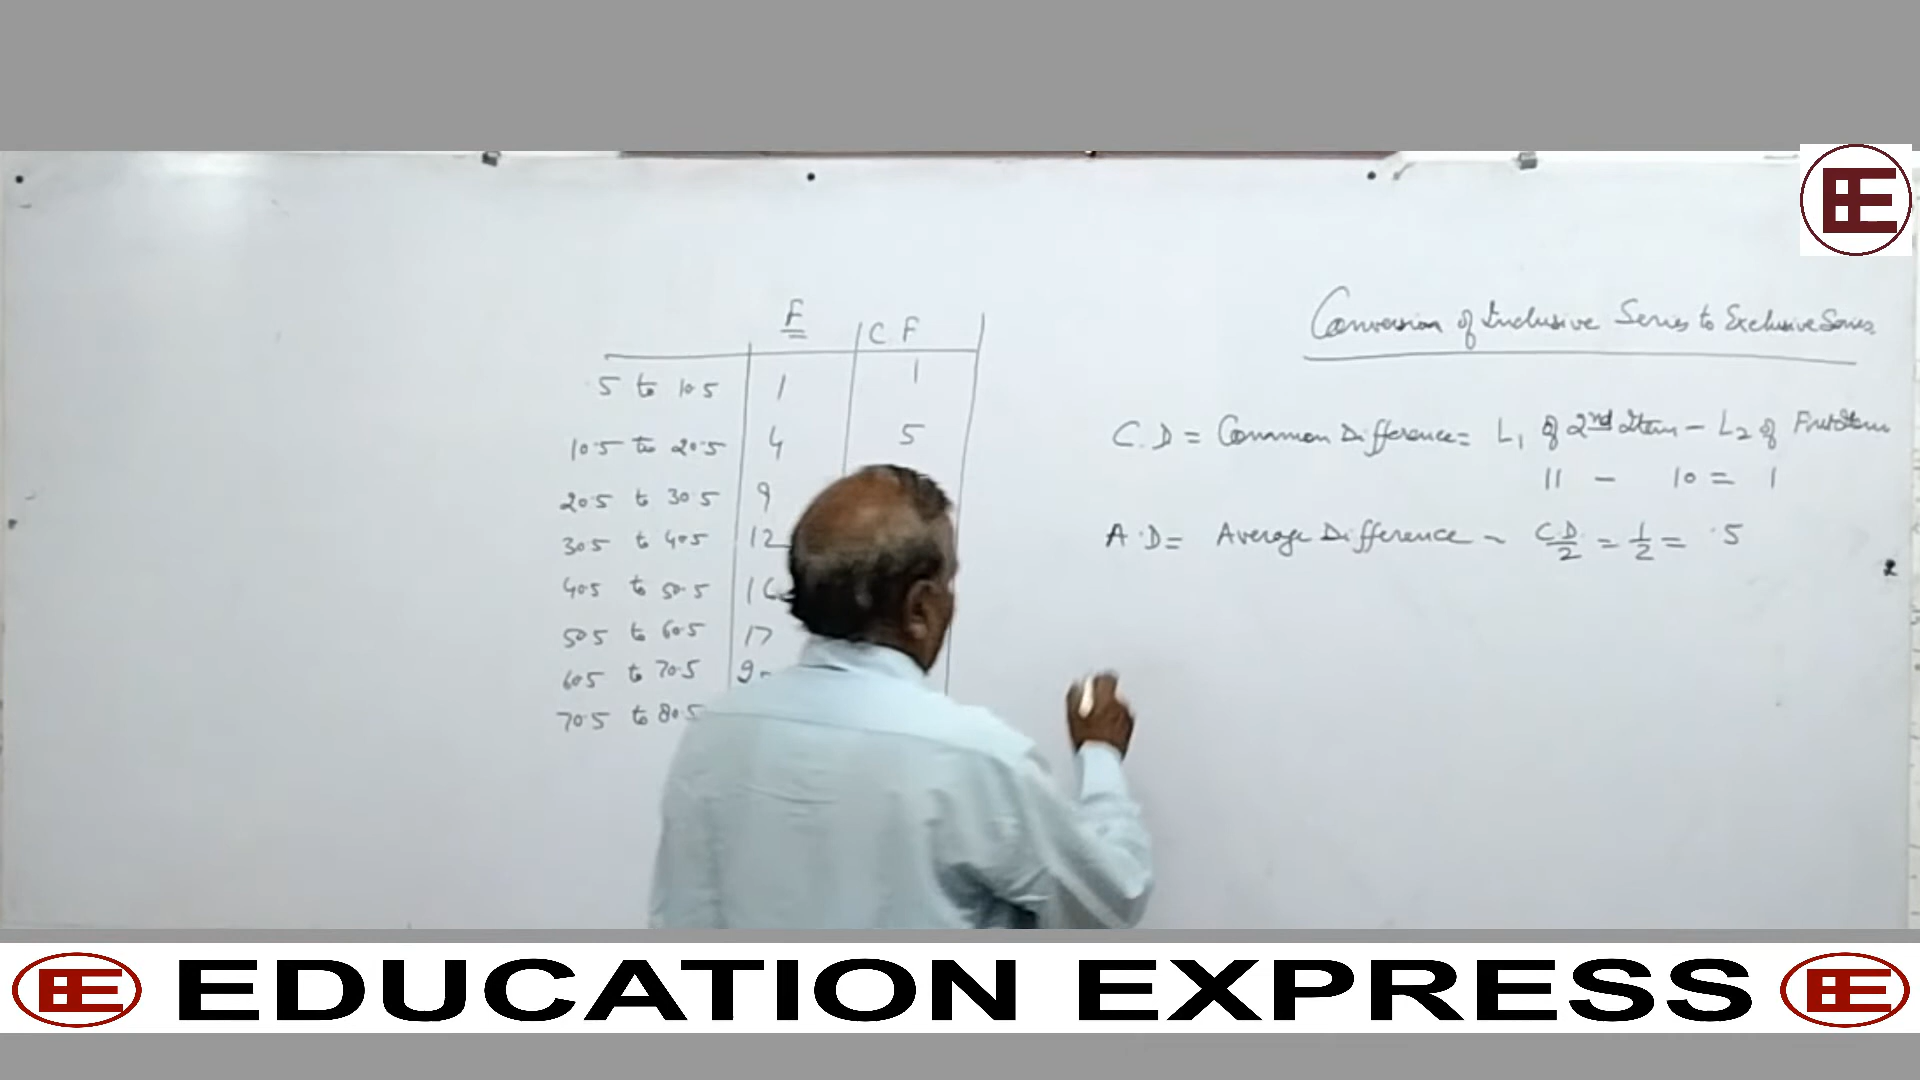 F
C F
5 to 10.5 1 1
10.5 to 20.5 4 5
20.5 to 30.5 9
30.5 to 40.5 12
40.5 to 50.5 16
50.5 to 60.5 17
60.5 to 70.5 9
70.5 to 80.5
Conversion of Inclusive Series to Exclusive Series
C.D = Common Difference = L1 of 2nd Item - L2 of First Item
11 - 10 = 1
A.D = Average Difference - CD/2 = 1/2 = .5
EDUCATION EXPRESS